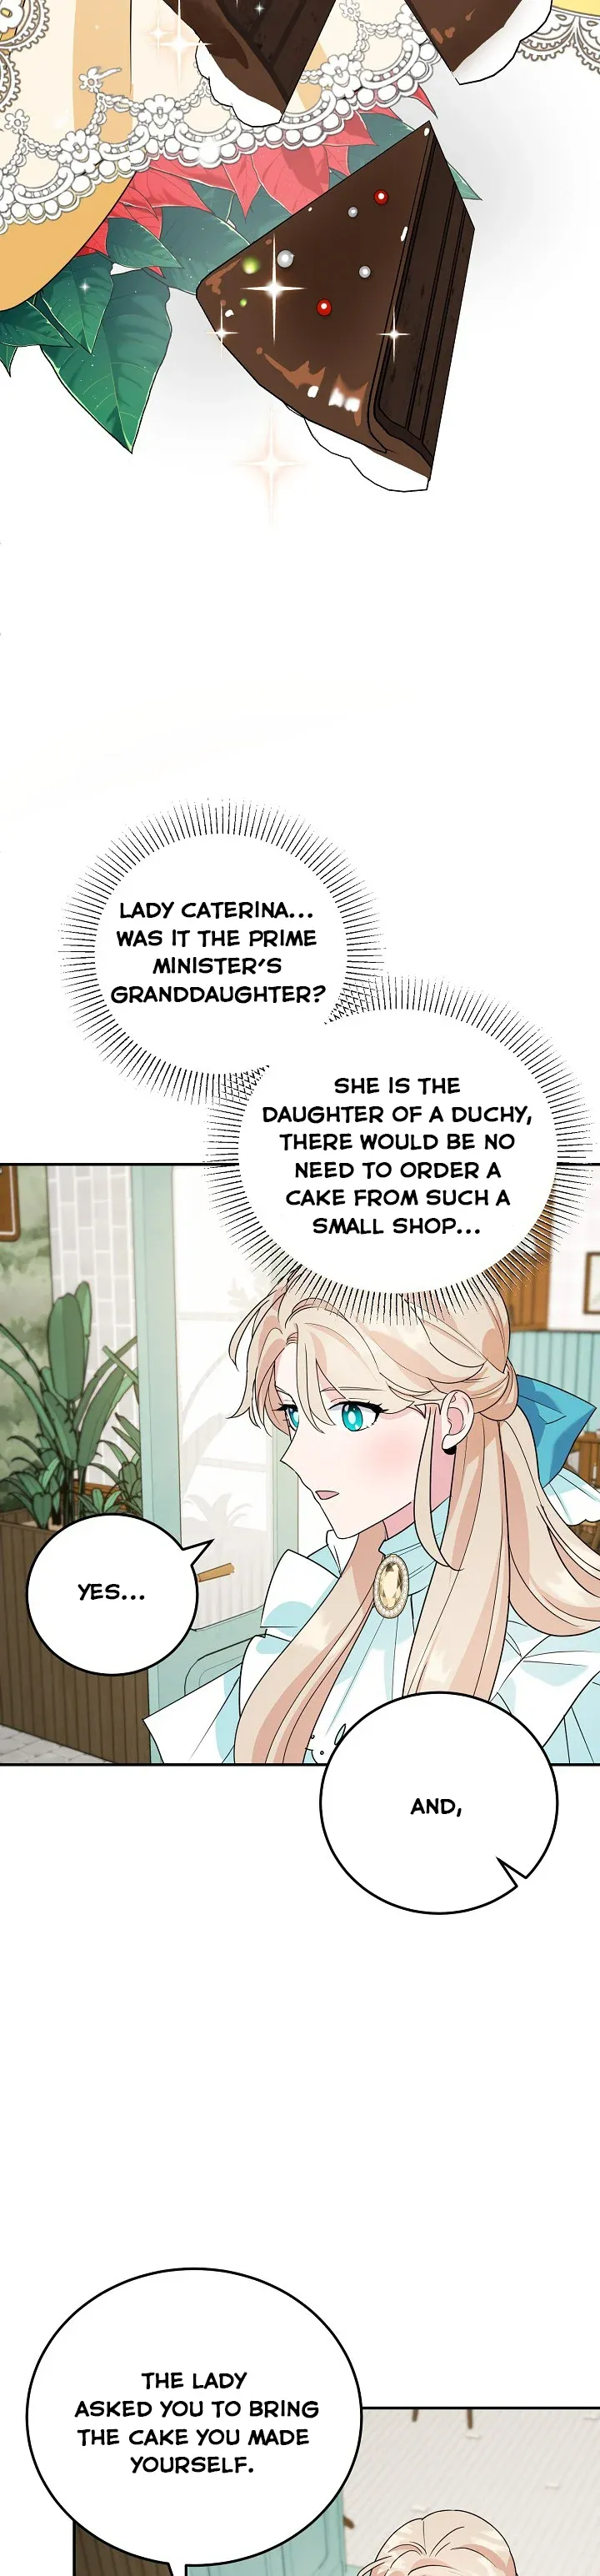 LADY CATERINA...
WAS IT THE PRIME
MINISTER'S
GRANDDAUGHTER?
SHE IS THE
DAUGHTER OF A DUCHY,
THERE WOULD BE NO
NEED TO ORDER A
CAKE FROM SUCH A
SMALL SHOP...
YES...
AND,
THE LADY
ASKED YOU TO BRING
THE CAKE YOU MADE
YOURSELF.